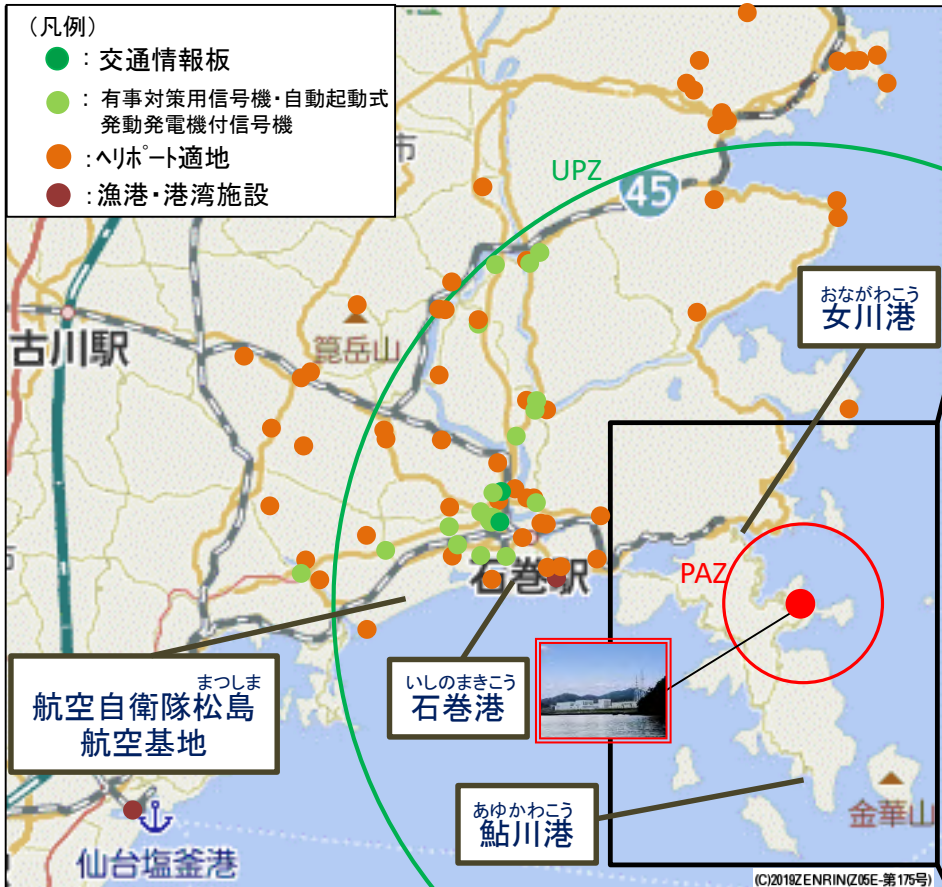 (凡例)
：交通情報板
：有事対策用信号機・自動起動式
発動発電機付信号機
：ヘリポート適地
：漁港・港湾施設
市
UPZ
45
おながわこう
女川港
古川駅
箟岳山
PAZ
石巻駅
まつしま
航空自衛隊松島
航空基地
いしのまきこう
石巻港
あゆかわこう
鮎川港
金華山
仙台塩釜港
(C)2019ZENRIN(Z05E-第175号)